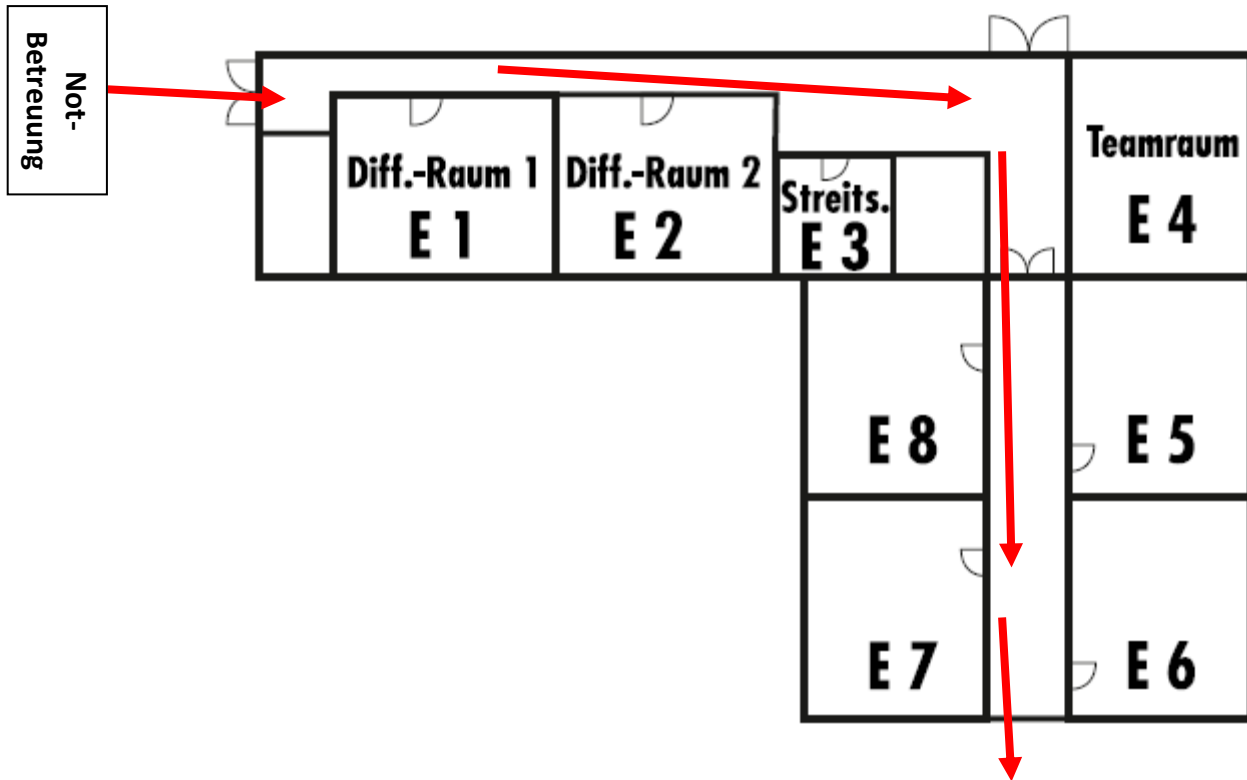 Not-
Betreuung
Diff.-Raum 1
E 1
Diff.-Raum 2
E 2
Streits.
E 3
Teamraum
E 4
E 8
E 5
E 7
E 6